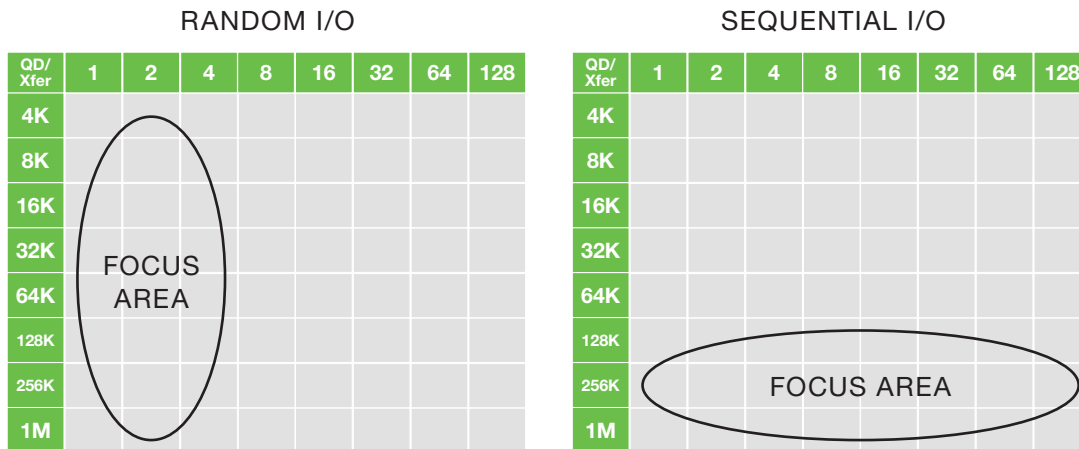 RANDOM I/O
QD/
Xfer 1 2 4 8 16 32 64 128
4K
8K
16K
32K
64K
128K
256K
1M
FOCUS
AREA
SEQUENTIAL I/O
QD/
Xfer 1 2 4 8 16 32 64 128
4K
8K
16K
32K
64K
128K
256K
1M
FOCUS AREA